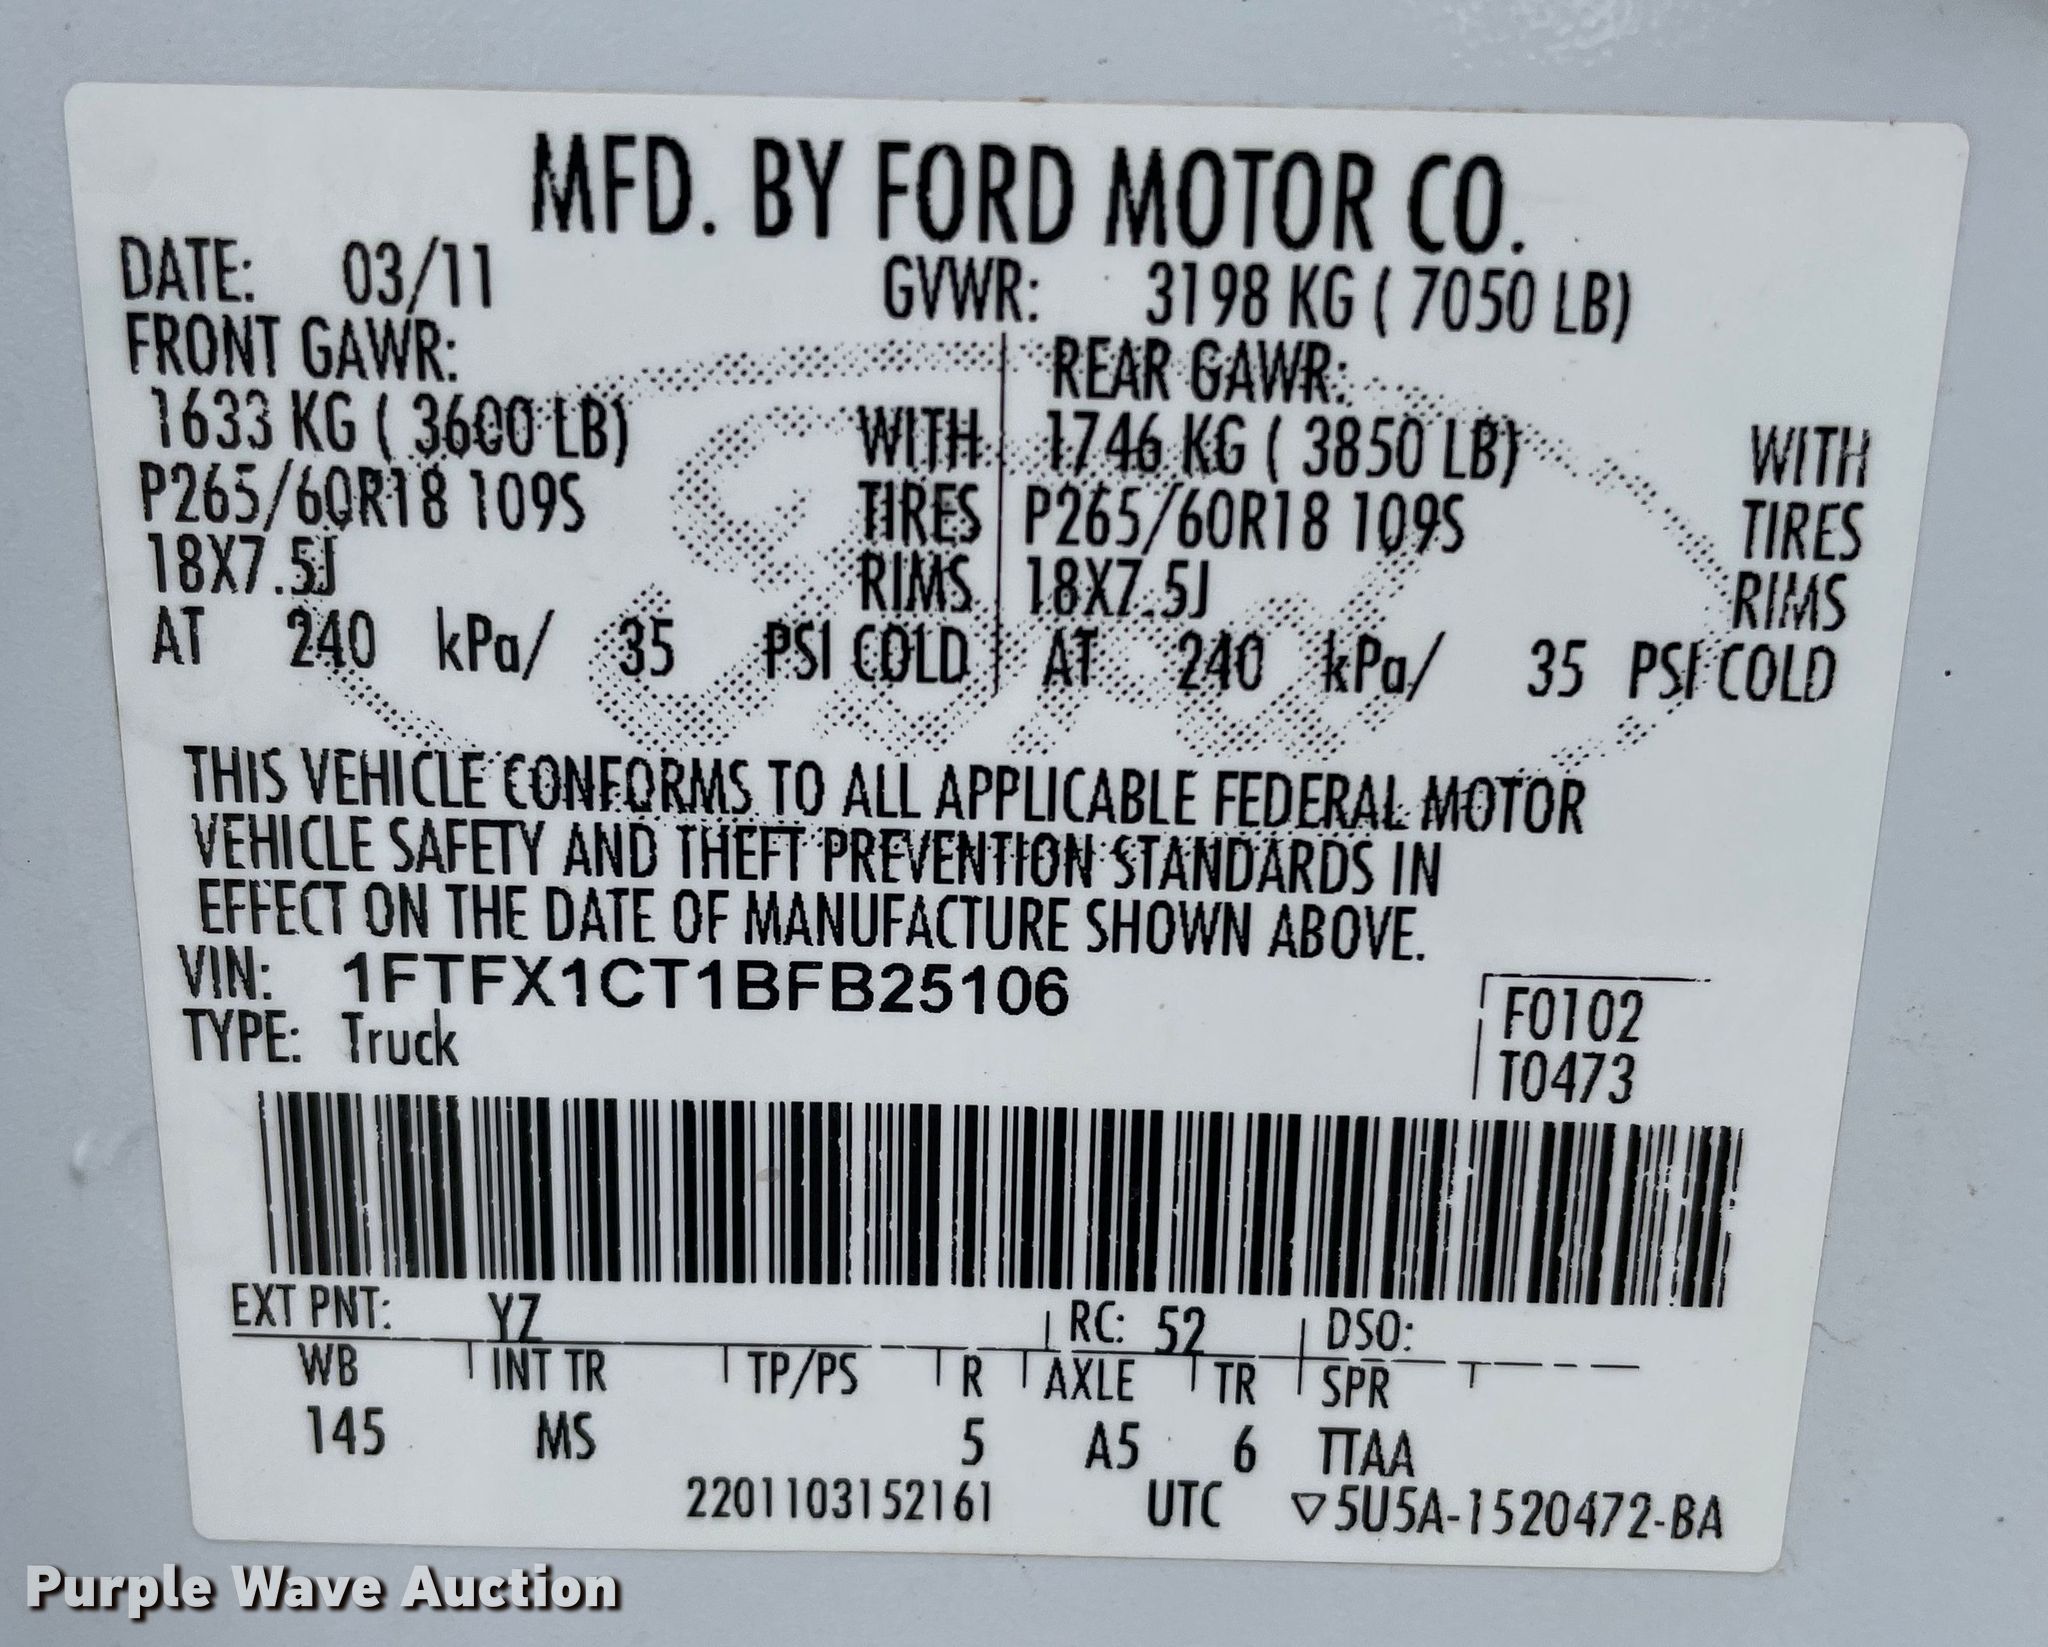 MFD. BY FORD MOTOR CO.
DATE: 03/11 GVWR: 3198 KG ( 7050 LB)
FRONT GAWR: REAR GAWR:
1633 KG ( 3600 LB) WITH 1746 KG ( 3850 LB) WITH
P265/60R18 109S TIRES P265/60R18 109S TIRES
18X7.5J RIMS 18X7.5J RIMS
AT 240 kPa/ 35 PSI COLD AT 240 kPa/ 35 PSI COLD
THIS VEHICLE CONFORMS TO ALL APPLICABLE FEDERAL MOTOR
VEHICLE SAFETY AND THEFT PREVENTION STANDARDS IN
EFFECT ON THE DATE OF MANUFACTURE SHOWN ABOVE.
VIN: 1FTFX1CT1BFB25106
F0102
TYPE: Truck
T0473
EXT PNT: YZ RC: 52 DSO:
WB INT TR TP/PS R AXLE TR SPR
145 MS 5 A5 6 TTAA
2201103152161 UTC ▽5U5A-1520472-BA
Purple Wave Auction